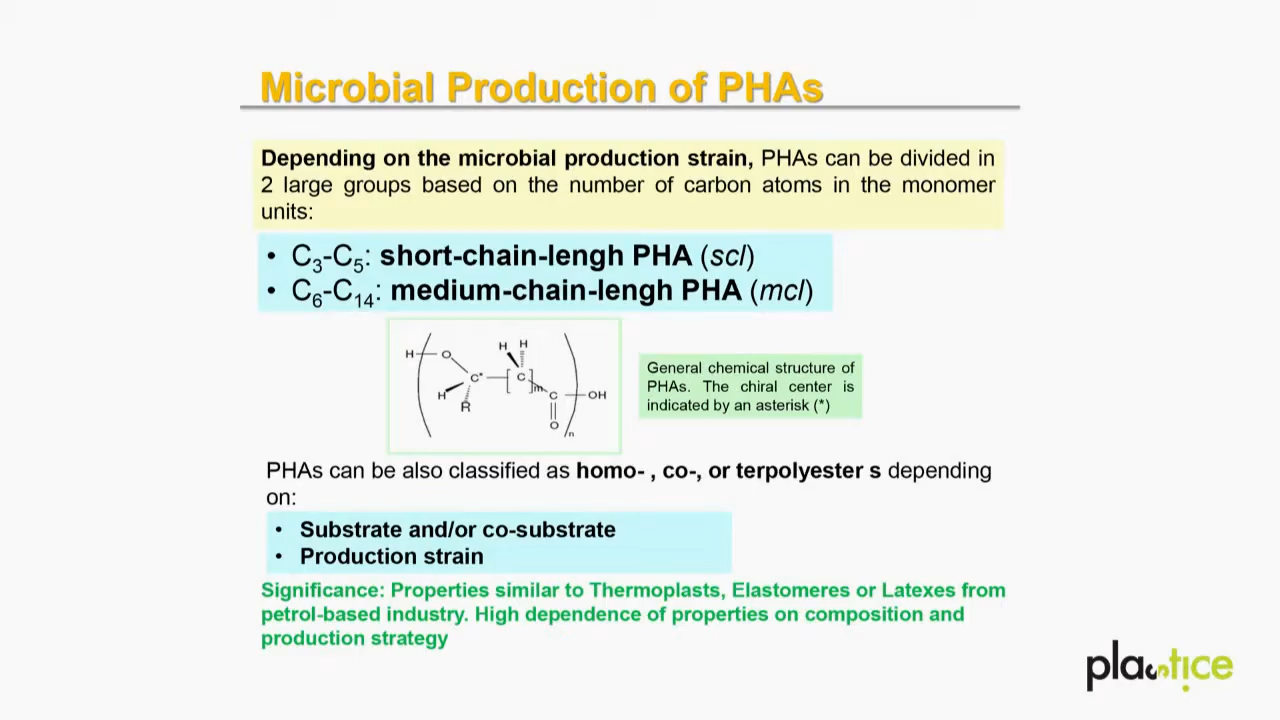 Microbial Production of PHAs
Depending on the microbial production strain, PHAs can be divided in
2 large groups based on the number of carbon atoms in the monomer
units:
• C3-C5: short-chain-lengh PHA (scl)
• C6-C14: medium-chain-lengh PHA (mcl)
H O C* H R H H C m C O n OH
General chemical structure of
PHAs. The chiral center is
indicated by an asterisk (*)
PHAs can be also classified as homo- , co-, or terpolyester s depending
on:
• Substrate and/or co-substrate
• Production strain
Significance: Properties similar to Thermoplasts, Elastomeres or Latexes from
petrol-based industry. High dependence of properties on composition and
production strategy
plastice